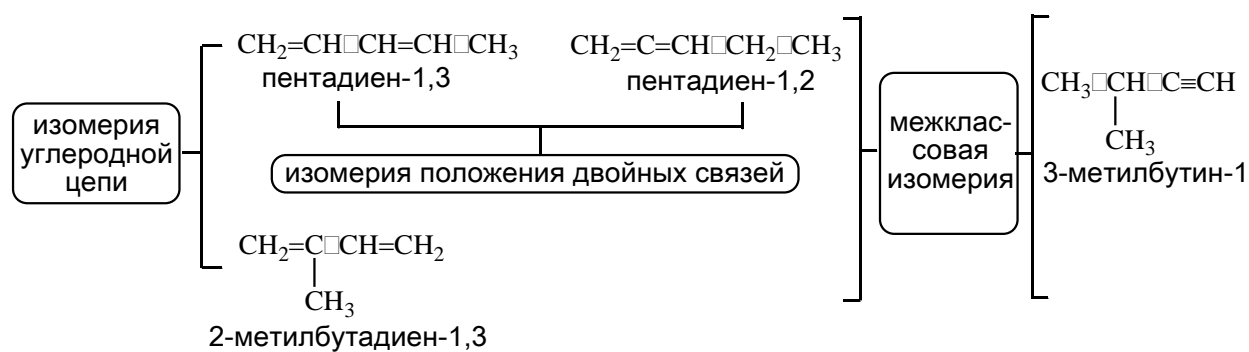 CH₂=CH□CH=CH□CH₃
пентадиен-1,3
CH₂=C=CH□CH₂□CH₃
пентадиен-1,2
изомерия
углеродной
цепи
изомерия положения двойных связей
CH₂=C□CH=CH₂
CH₃
2-метилбутадиен-1,3
межклас-
совая
изомерия
CH₃□CH□C≡CH
CH₃
3-метилбутин-1